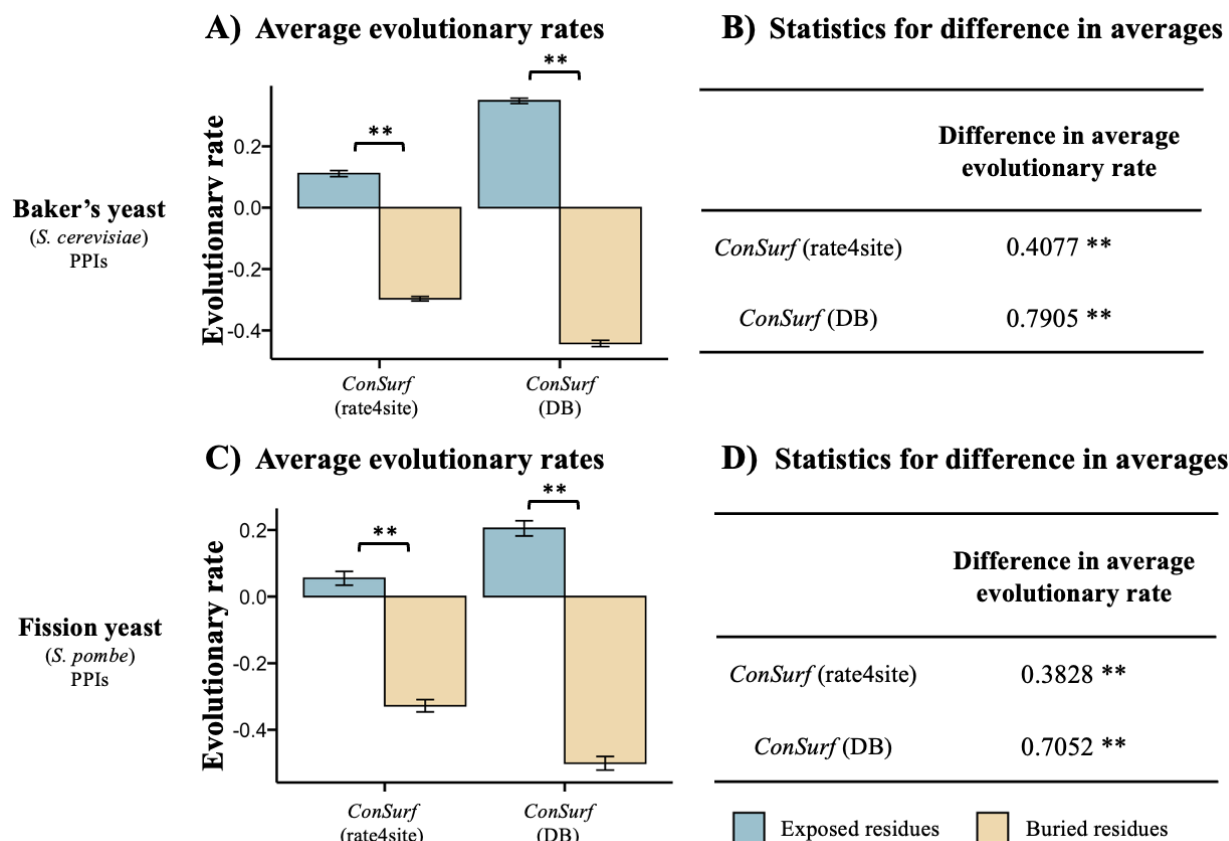 A) Average evolutionary rates
B) Statistics for difference in averages
Baker's yeast
(S. cerevisiae)
PPIs
Evolutionary rate
0.2
0.0
-0.2
-0.4
**
**
ConSurf
(rate4site)
ConSurf
(DB)
Difference in average
evolutionary rate
ConSurf (rate4site) 0.4077 **
ConSurf (DB) 0.7905 **
C) Average evolutionary rates
D) Statistics for difference in averages
Fission yeast
(S. pombe)
PPIs
Evolutionary rate
0.2
0.0
-0.2
-0.4
**
**
ConSurf
(rate4site)
ConSurf
(DB)
Difference in average
evolutionary rate
ConSurf (rate4site) 0.3828 **
ConSurf (DB) 0.7052 **
Exposed residues Buried residues